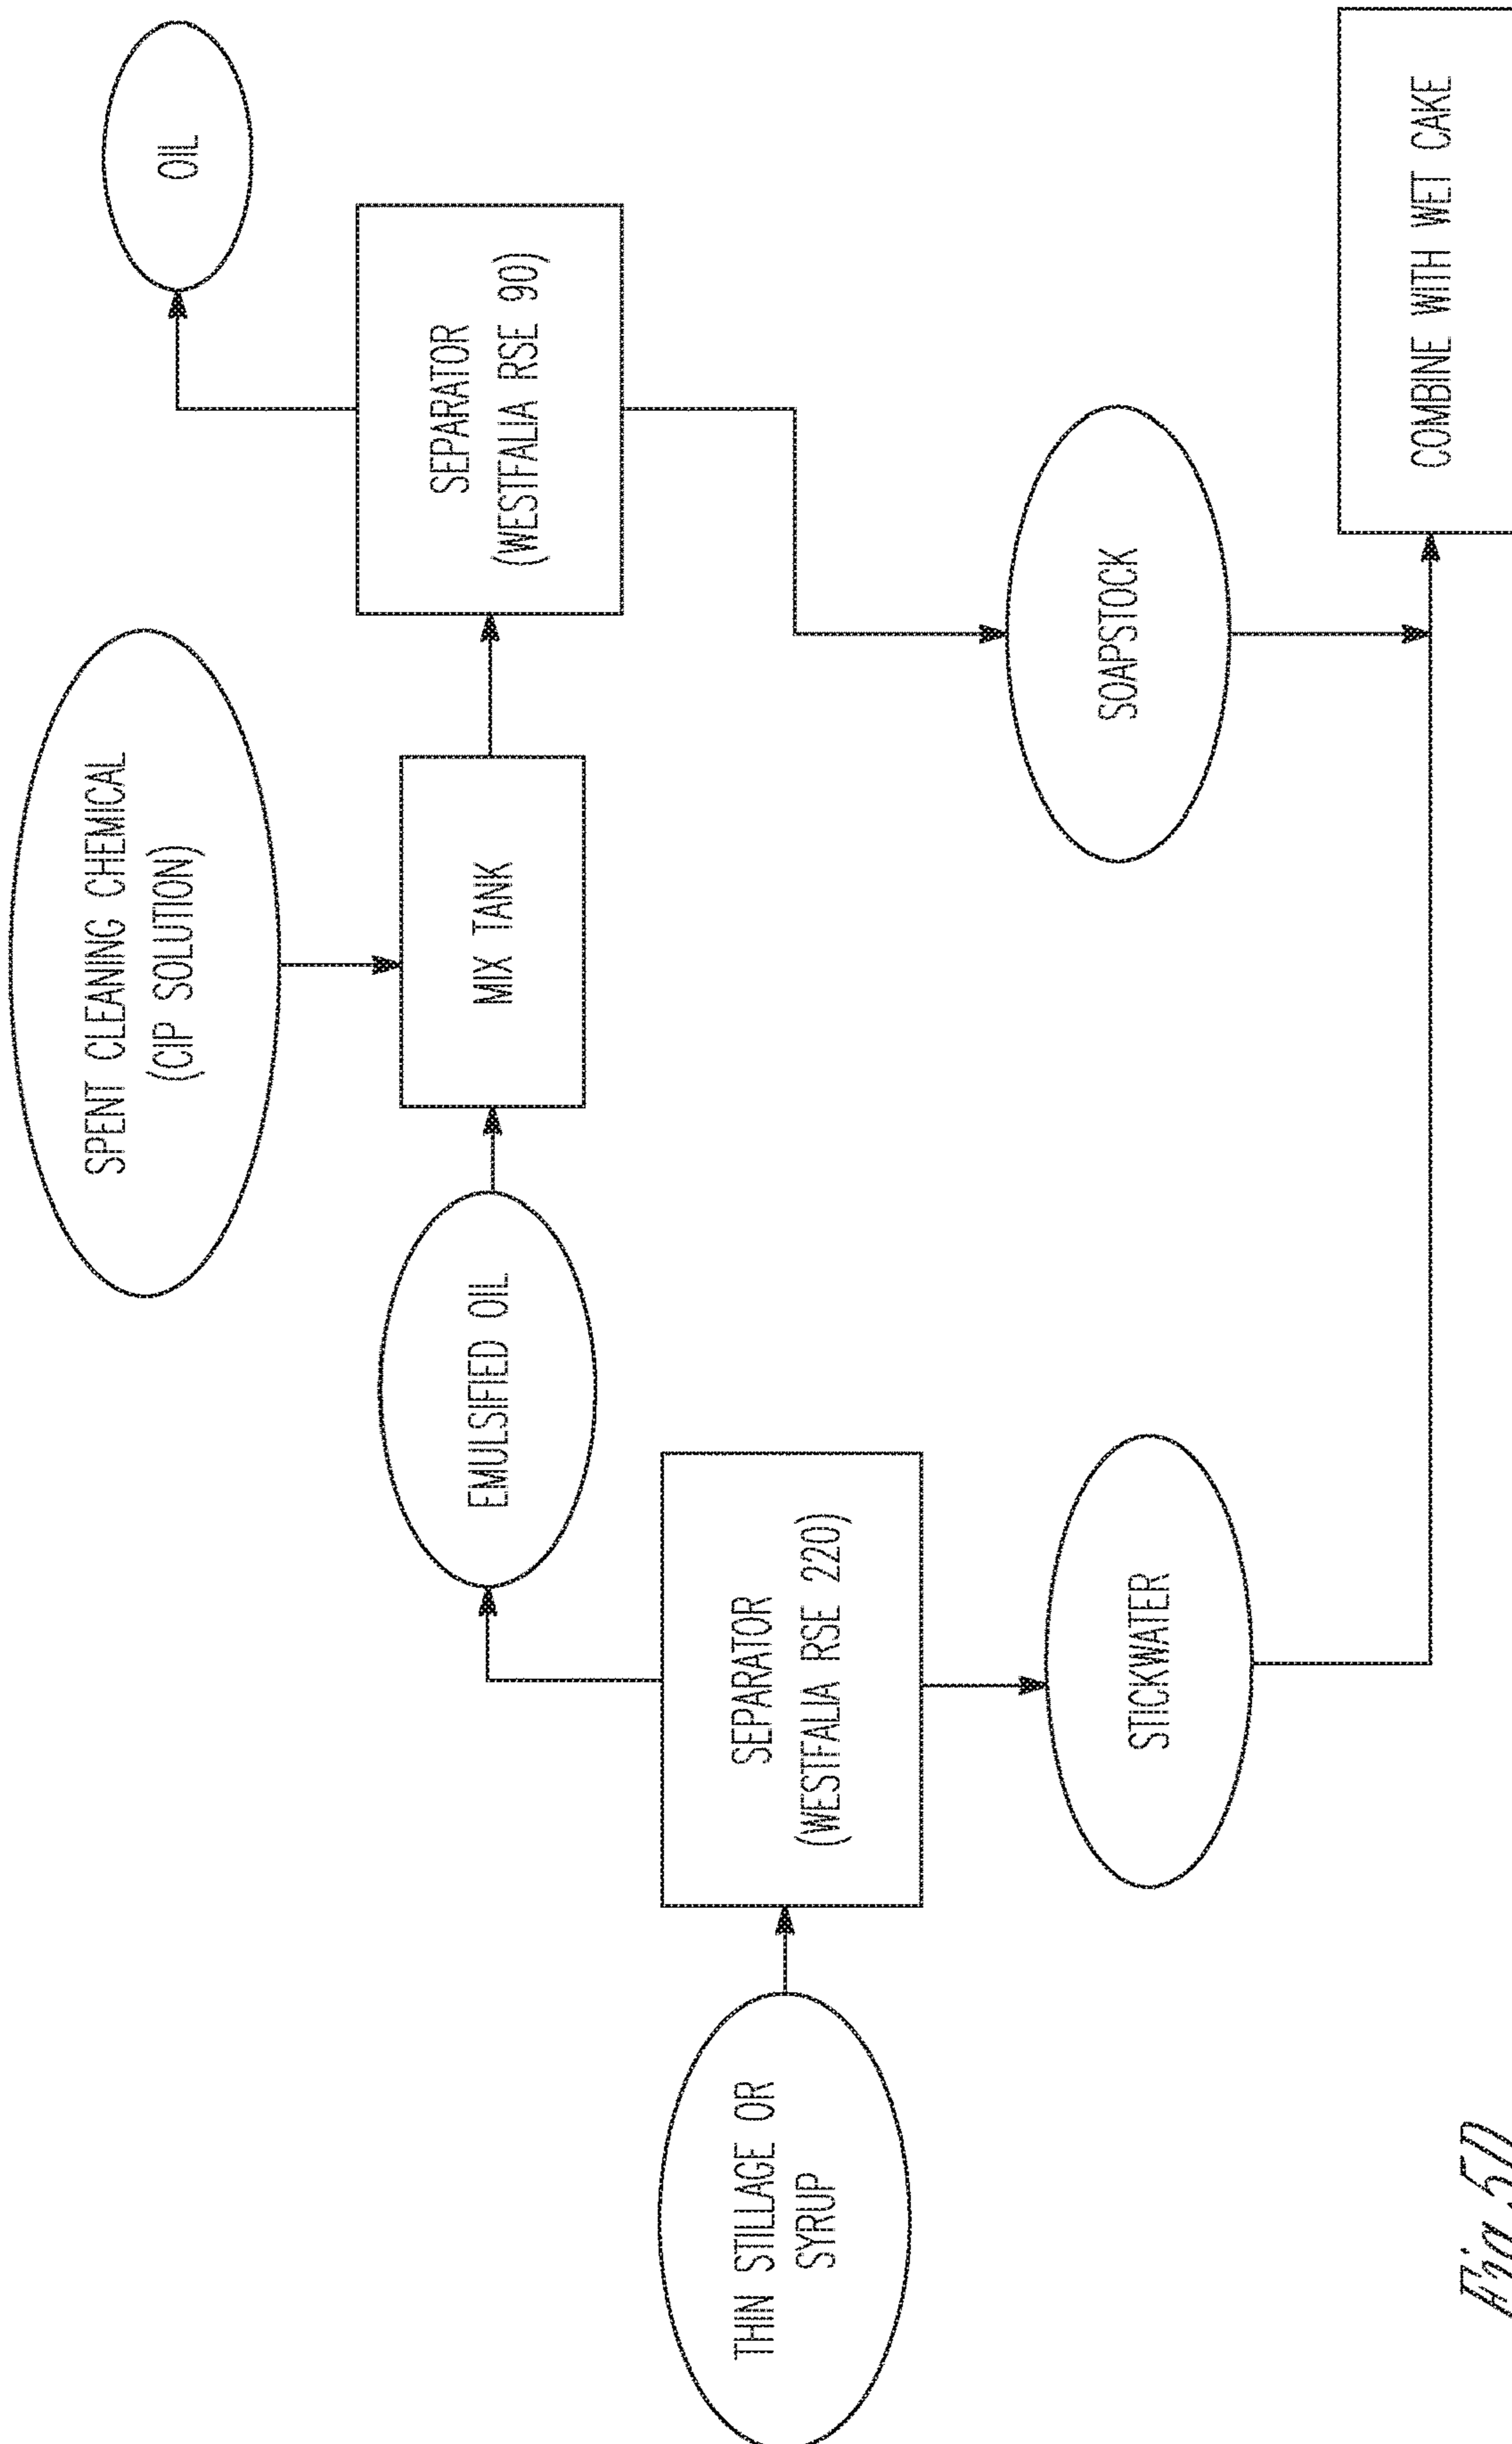 SPENT CLEANING CHEMICAL
(CIP SOLUTION)
OIL
EMULSIFIED OIL
MIX TANK
SEPARATOR
(WESTFALIA RSE 90)
THIN STILLAGE OR
SYRUP
SEPARATOR
(WESTFALIA RSE 220)
STICKWATER
SOAPSTOCK
COMBINE WITH WET CAKE
Fig. 5D